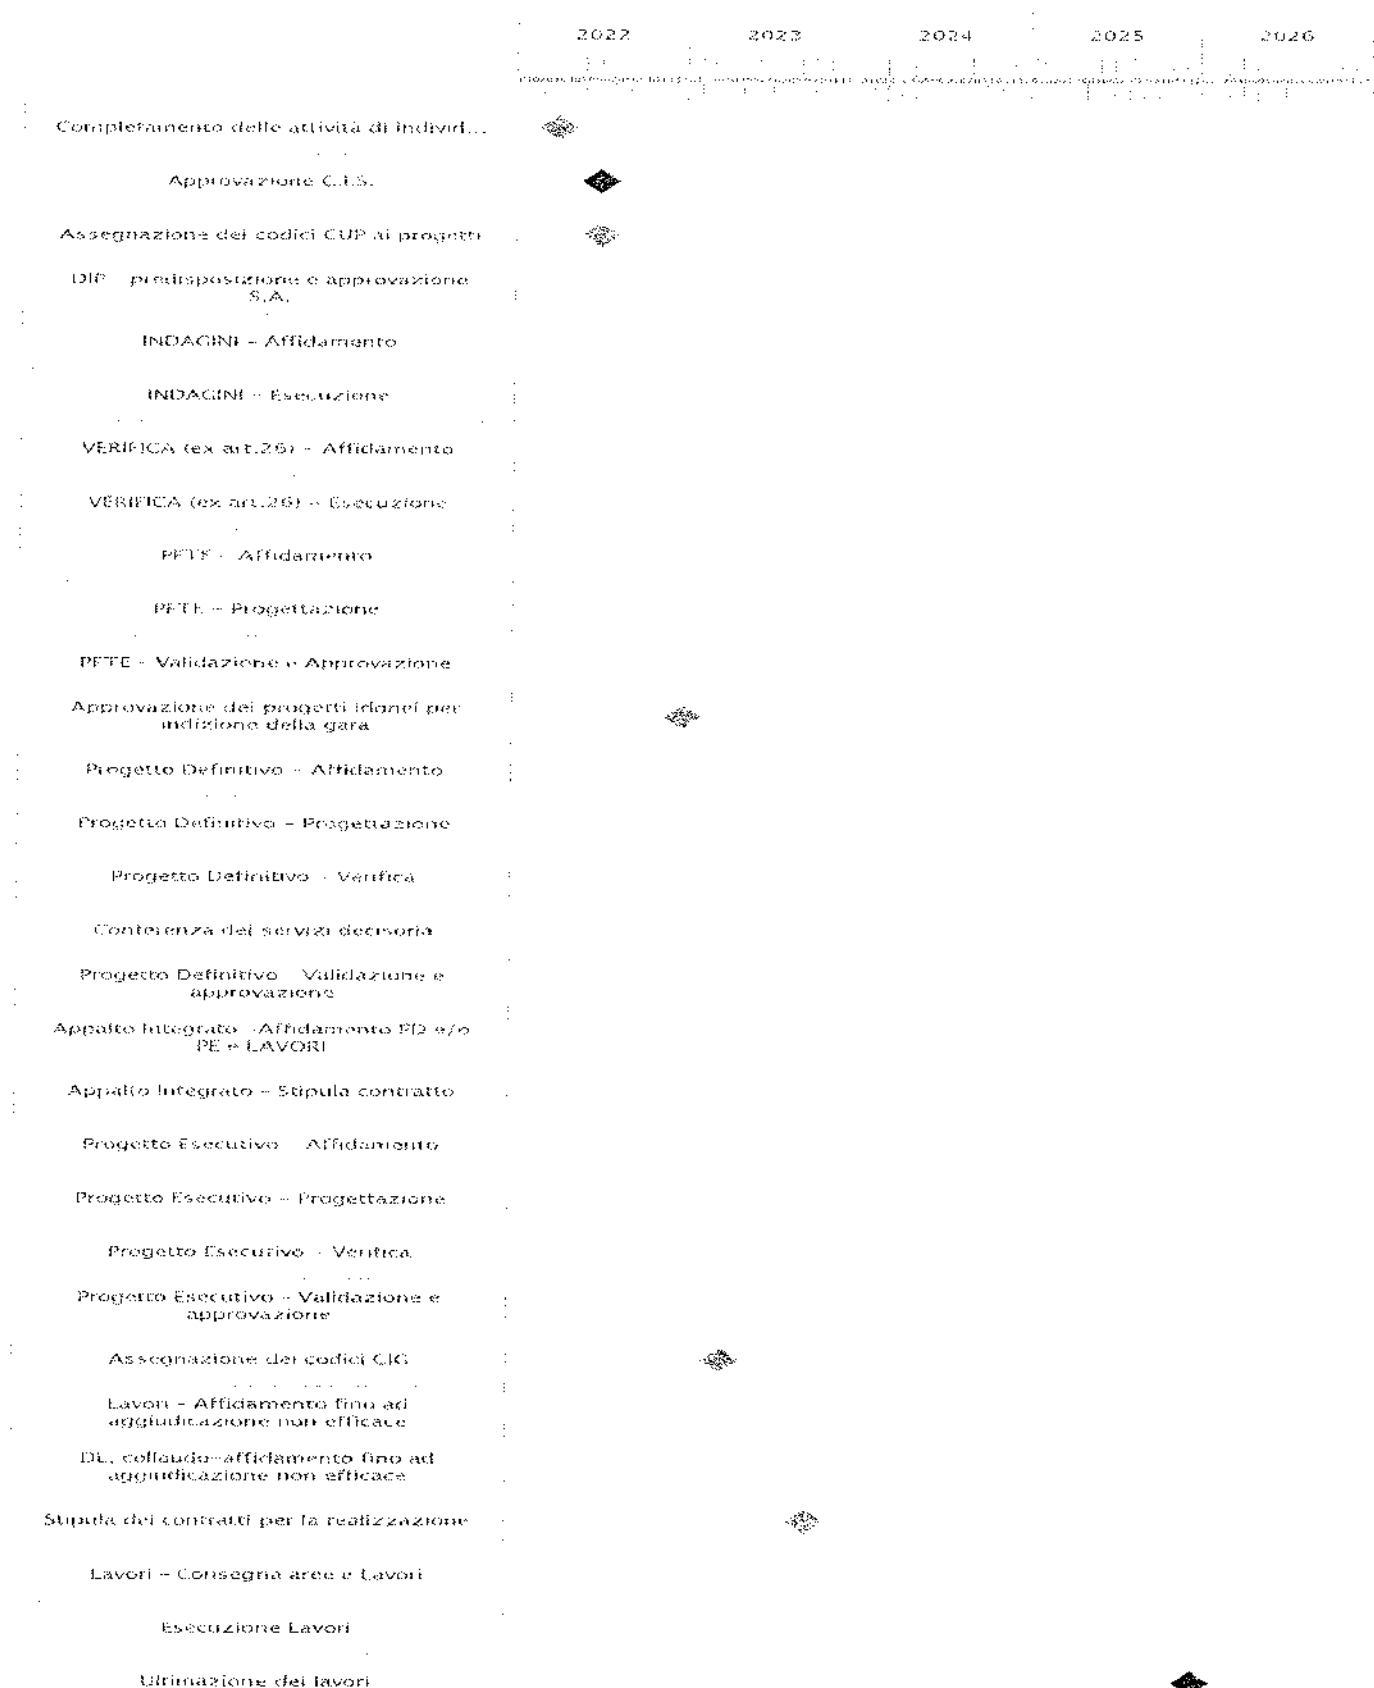 2022 2023 2024 2025 2026
Completamento delle attività di individ...
Approvazione C.I.S.
Assegnazione dei codici CUP ai progetti
DIP predisposizione e approvazione
S.A.
INDAGINI - Affidamento
INDAGINI - Esecuzione
VERIFICA (ex art.26) - Affidamento
VERIFICA (ex art.26) - Esecuzione
PFTE - Affidamento
PFTE - Progettazione
PFTE - Validazione e Approvazione
Approvazione dei progetti idonei per
indizione della gara
Progetto Definitivo - Affidamento
Progetto Definitivo - Progettazione
Progetto Definitivo - Verifica
Conferenza dei servizi decisoria
Progetto Definitivo Validazione e
approvazione
Appalto Integrato -Affidamento PD e/o
PE e LAVORI
Appalto Integrato - Stipula contratto
Progetto Esecutivo Affidamento
Progetto Esecutivo - Progettazione
Progetto Esecutivo - Verifica
Progetto Esecutivo - Validazione e
approvazione
Assegnazione dei codici CIG
Lavori - Affidamento fino ad
aggiudicazione non efficace
DL, collaudo-affidamento fino ad
aggiudicazione non efficace
Stipula dei contratti per la realizzazione
Lavori - Consegna aree e Lavori
Esecuzione Lavori
Ultimazione dei lavori